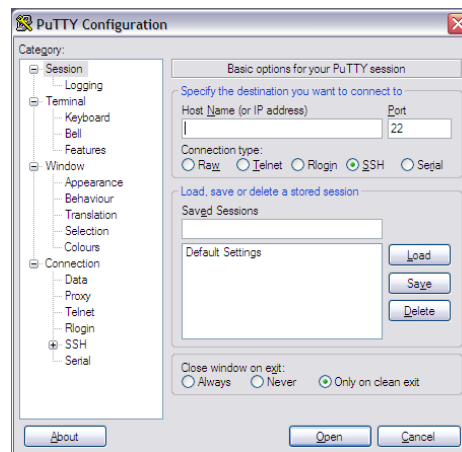 PuTTY Configuration
Category:
Session
Logging
Terminal
Keyboard
Bell
Features
Window
Appearance
Behaviour
Translation
Selection
Colours
Connection
Data
Proxy
Telnet
Rlogin
SSH
Serial
Basic options for your PuTTY session
Specify the destination you want to connect to
Host Name (or IP address) Port
22
Connection type:
Raw Telnet Rlogin SSH Serial
Load, save or delete a stored session
Saved Sessions
Default Settings
Load
Save
Delete
Close window on exit:
Always Never Only on clean exit
About Open Cancel